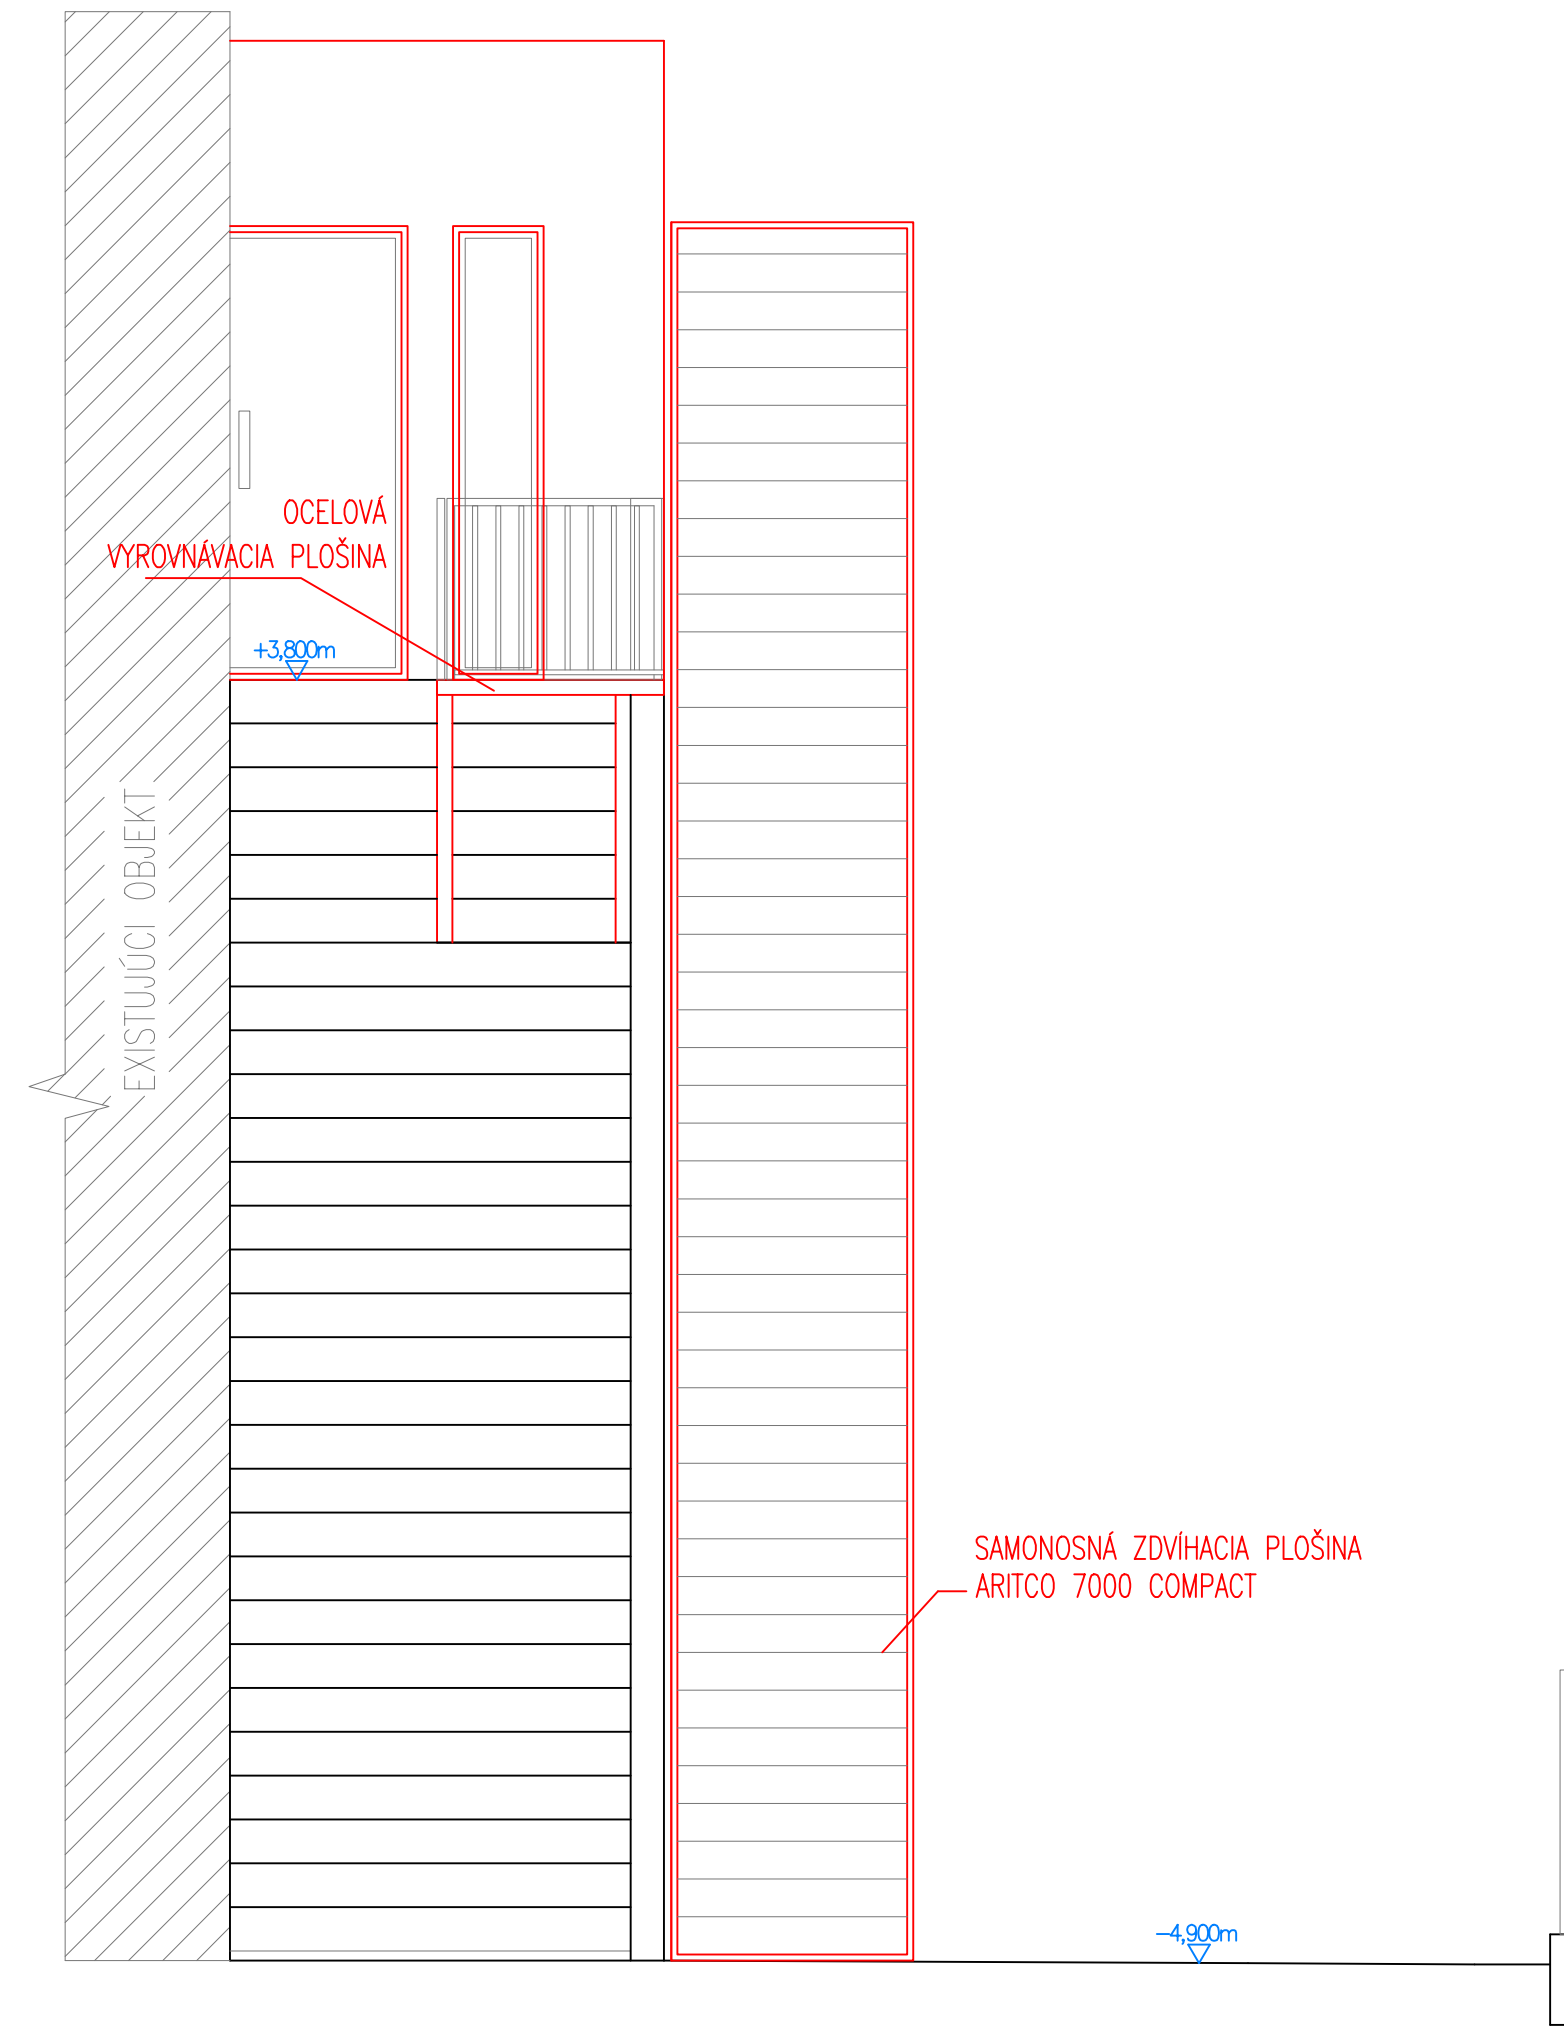 OCELOVÁ
VYROVNÁVACIA PLOŠINA
+3,800m
EXISTUJÚCI OBJEKT
SAMONOSNÁ ZDVÍHACIA PLOŠINA
ARITCO 7000 COMPACT
-4,900m